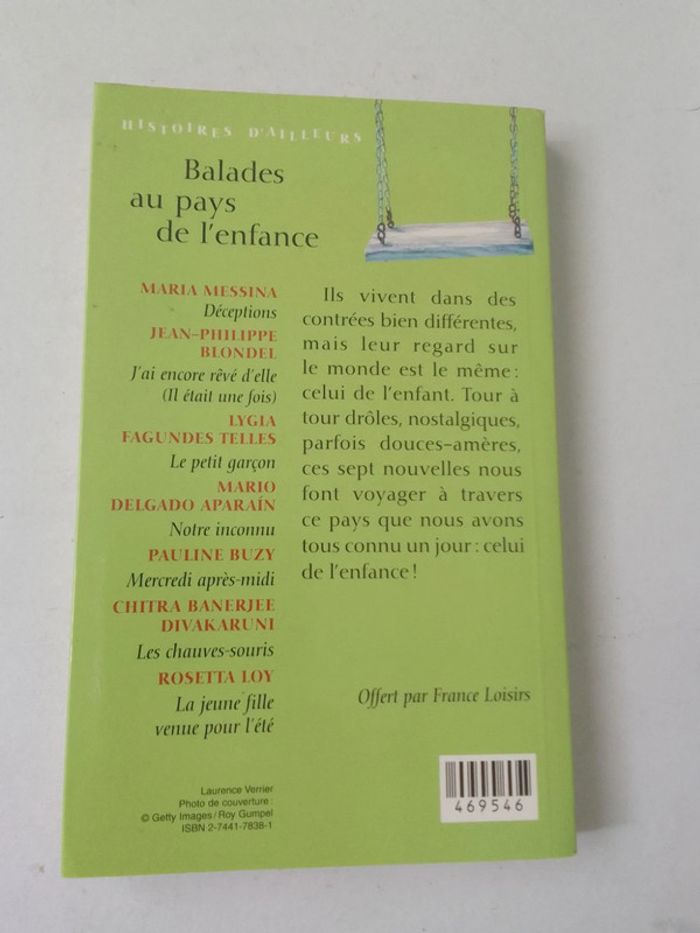 HISTOIRES D'AILLEURS
Balades
au pays
de l'enfance
MARIA MESSINA
Déceptions
JEAN–PHILIPPE
BLONDEL
J'ai encore rêvé d'elle
(Il était une fois)
LYGIA
FAGUNDES TELLES
Le petit garçon
MARIO
DELGADO APARAÍN
Notre inconnu
PAULINE BUZY
Mercredi après-midi
CHITRA BANERJEE
DIVAKARUNI
Les chauves-souris
ROSETTA LOY
La jeune fille
venue pour l'été
Ils vivent dans des
contrées bien différentes,
mais leur regard sur
le monde est le même :
celui de l'enfant. Tour à
tour drôles, nostalgiques,
parfois douces–amères,
ces sept nouvelles nous
font voyager à travers
ce pays que nous avons
tous connu un jour : celui
de l'enfance !
Offert par France Loisirs
Laurence Verrier
Photo de couverture :
© Getty Images / Roy Gumpel
ISBN 2-7441-7838-1
469546